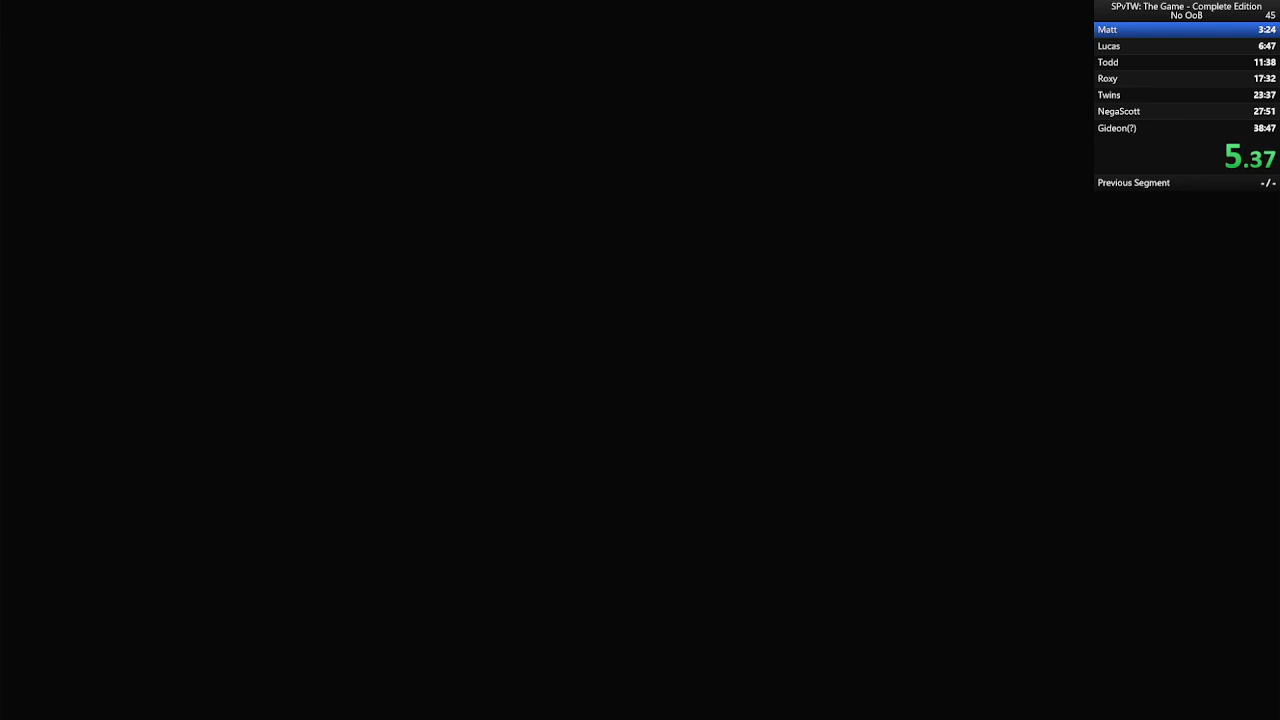 SPvTW: The Game - Complete Edition
No OoB 45
Matt 3:24
Lucas 6:47
Todd 11:38
Roxy 17:32
Twins 23:37
NegaScott 27:51
Gideon(?) 38:47
5.37
Previous Segment - / -